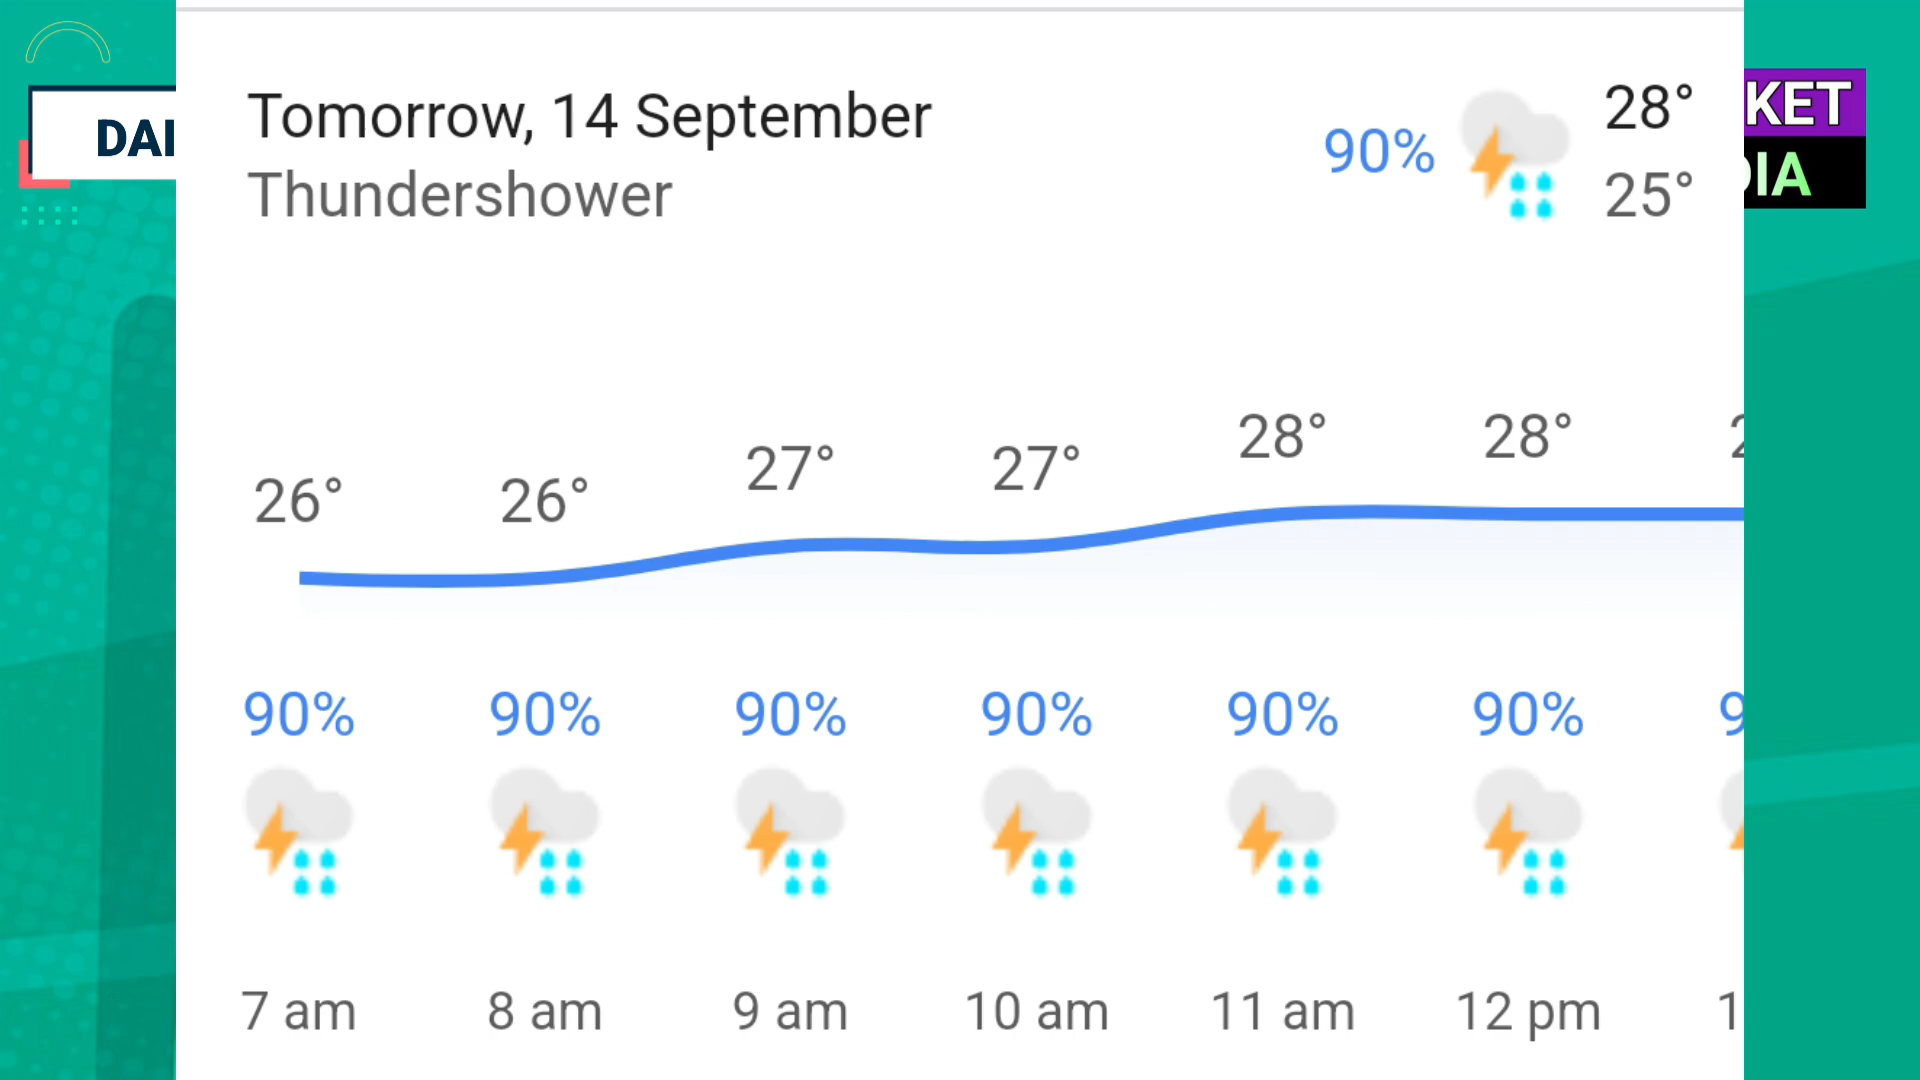 Tomorrow, 14 September
Thundershower
90%
28°
25°
26° 26° 27° 27° 28° 28°
90% 90% 90% 90% 90% 90%
7 am 8 am 9 am 10 am 11 am 12 pm
DAI
KET
DIA